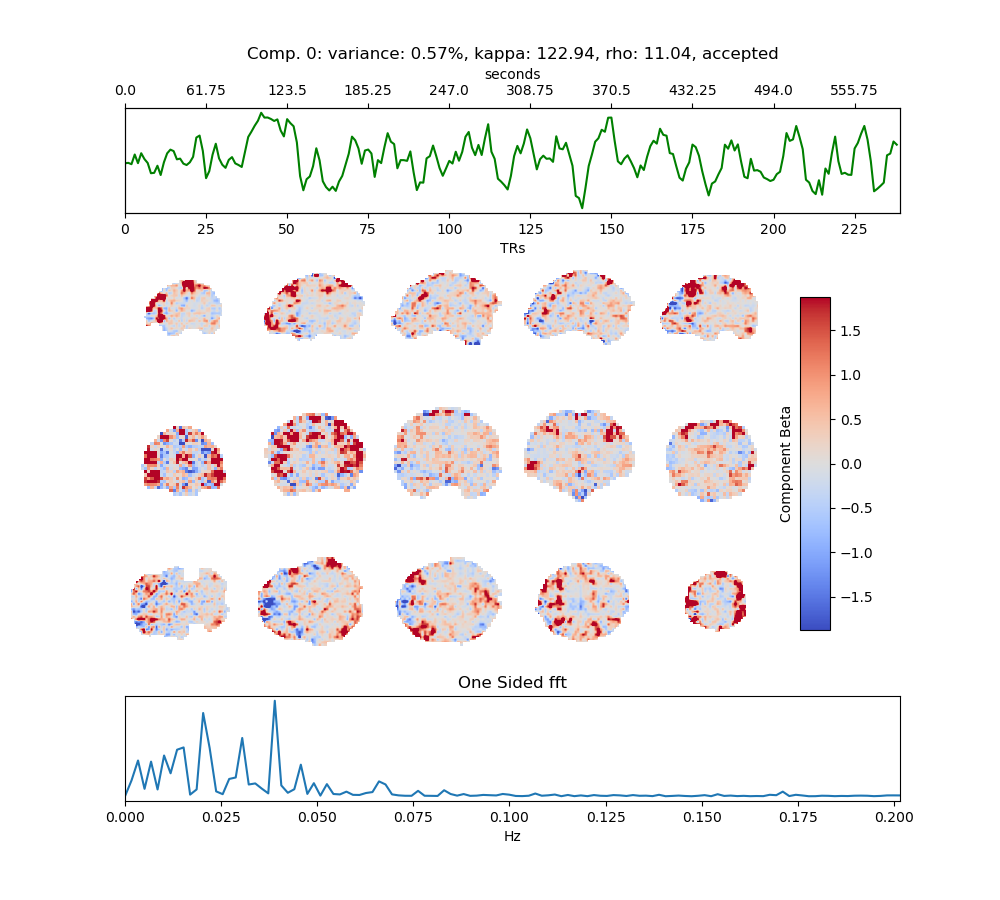 Comp. 0: variance: 0.57%, kappa: 122.94, rho: 11.04, accepted
seconds
0.0 61.75 123.5 185.25 247.0 308.75 370.5 432.25 494.0 555.75
0 25 50 75 100 125 150 175 200 225
TRs
1.5
1.0
0.5
0.0
−0.5
−1.0
−1.5
Component Beta
One Sided fft
0.000 0.025 0.050 0.075 0.100 0.125 0.150 0.175 0.200
Hz